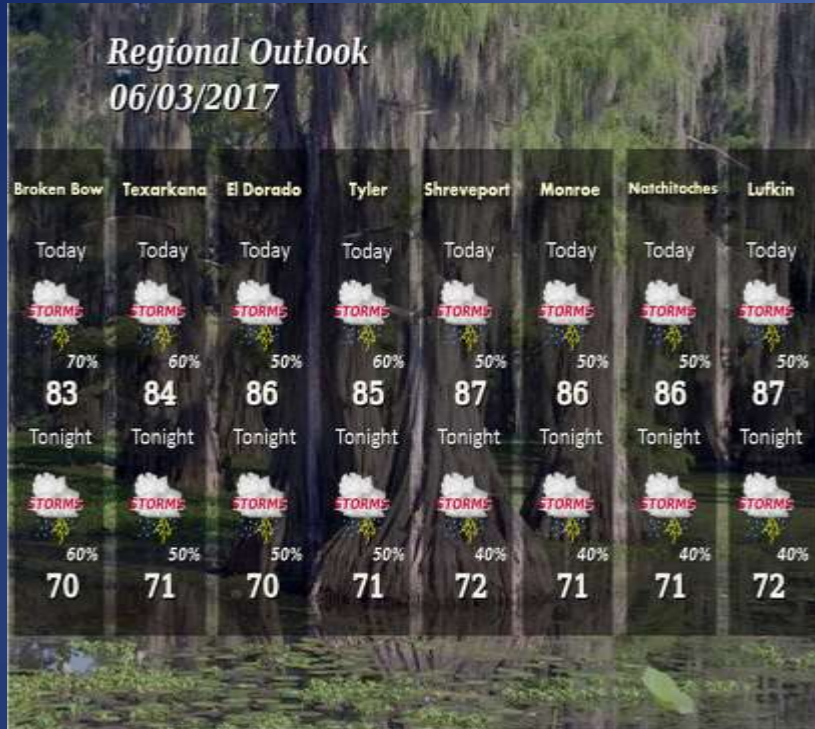 Regional Outlook
06/03/2017
Broken Bow Texarkana El Dorado Tyler Shreveport Monroe Natchitoches Lufkin
Today Today Today Today Today Today Today Today
STORMS STORMS STORMS STORMS STORMS STORMS STORMS STORMS
70% 60% 50% 60% 50% 50% 50% 50%
83 84 86 85 87 86 86 87
Tonight Tonight Tonight Tonight Tonight Tonight Tonight Tonight
STORMS STORMS STORMS STORMS STORMS STORMS STORMS STORMS
60% 50% 50% 50% 40% 40% 40% 40%
70 71 70 71 72 71 71 72